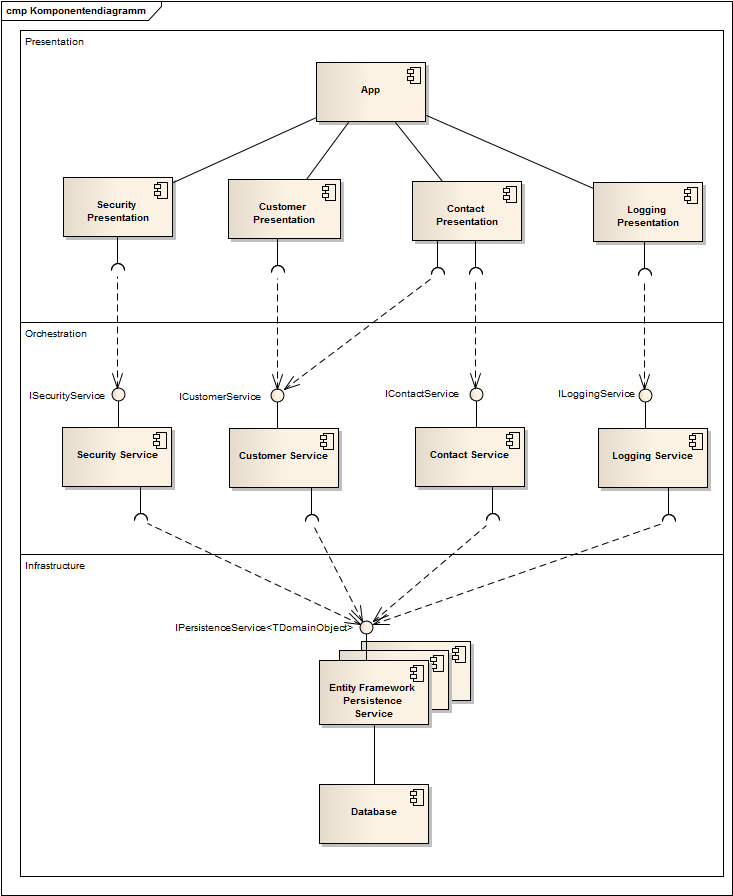 cmp Komponentendiagramm
Presentation
App
Security
Presentation
Customer
Presentation
Contact
Presentation
Logging
Presentation
Orchestration
ISecurityService
ICustomerService
IContactService
ILoggingService
Security Service
Customer Service
Contact Service
Logging Service
Infrastructure
IPersistenceService<TDomainObject>
Entity Framework
Persistence
Service
Database